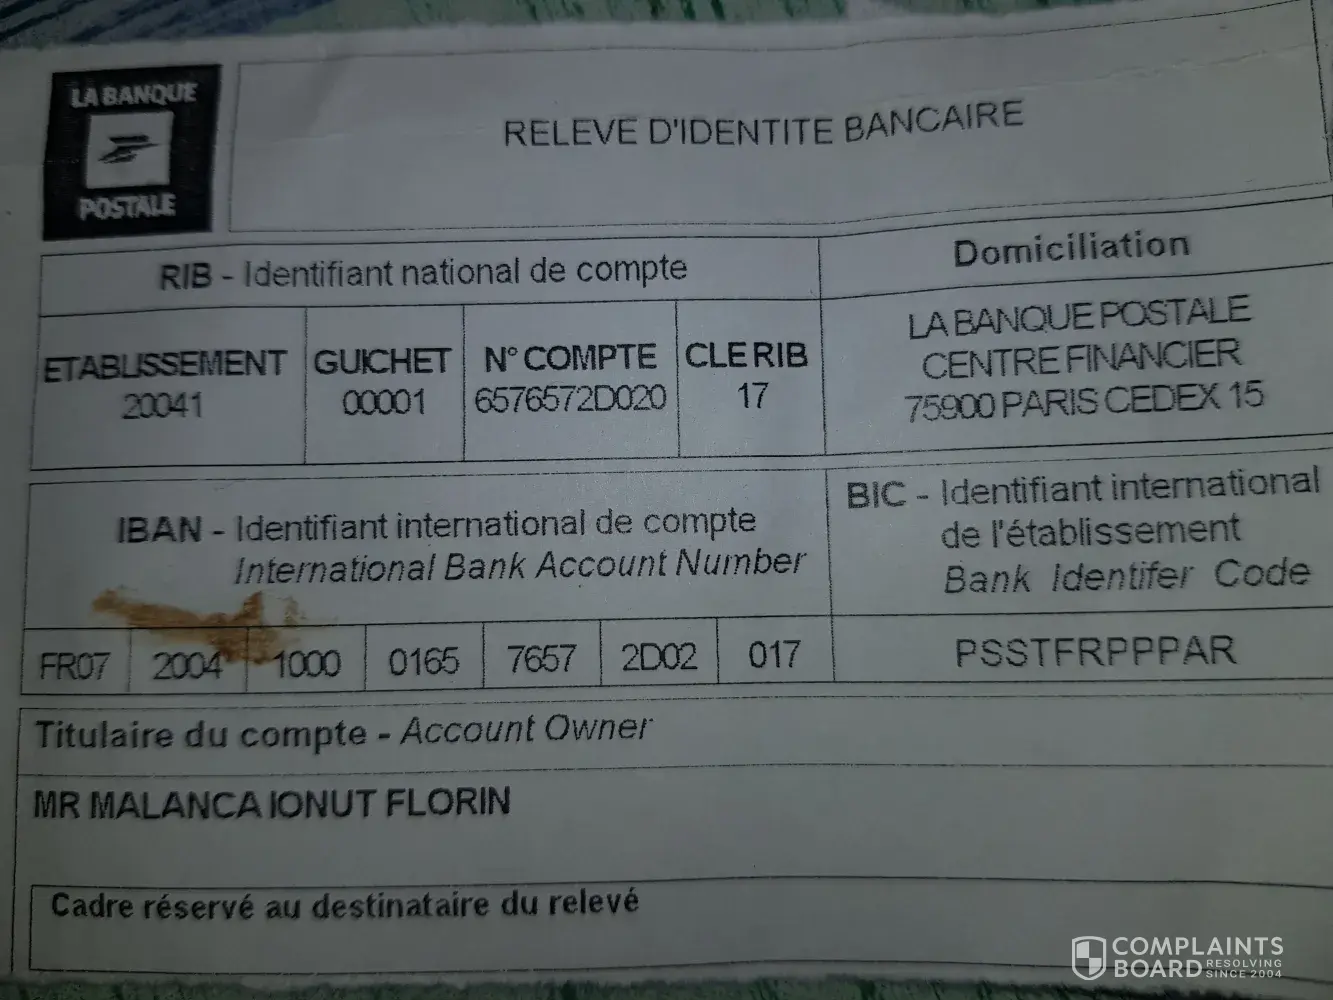 LA BANQUE
POSTALE
RELEVE D'IDENTITE BANCAIRE
RIB - Identifiant national de compte
Domiciliation
ETABLISSEMENT GUICHET N° COMPTE CLE RIB
20041 00001 6576572D020 17
LA BANQUE POSTALE
CENTRE FINANCIER
75900 PARIS CEDEX 15
IBAN - Identifiant international de compte
International Bank Account Number
BIC - Identifiant international
de l'établissement
Bank Identifer Code
FR07 2004 1000 0165 7657 2D02 017
PSSTFRPPPAR
Titulaire du compte - Account Owner
MR MALANCA IONUT FLORIN
Cadre réservé au destinataire du relevé
COMPLAINTS
BOARD RESOLVING
SINCE 2004